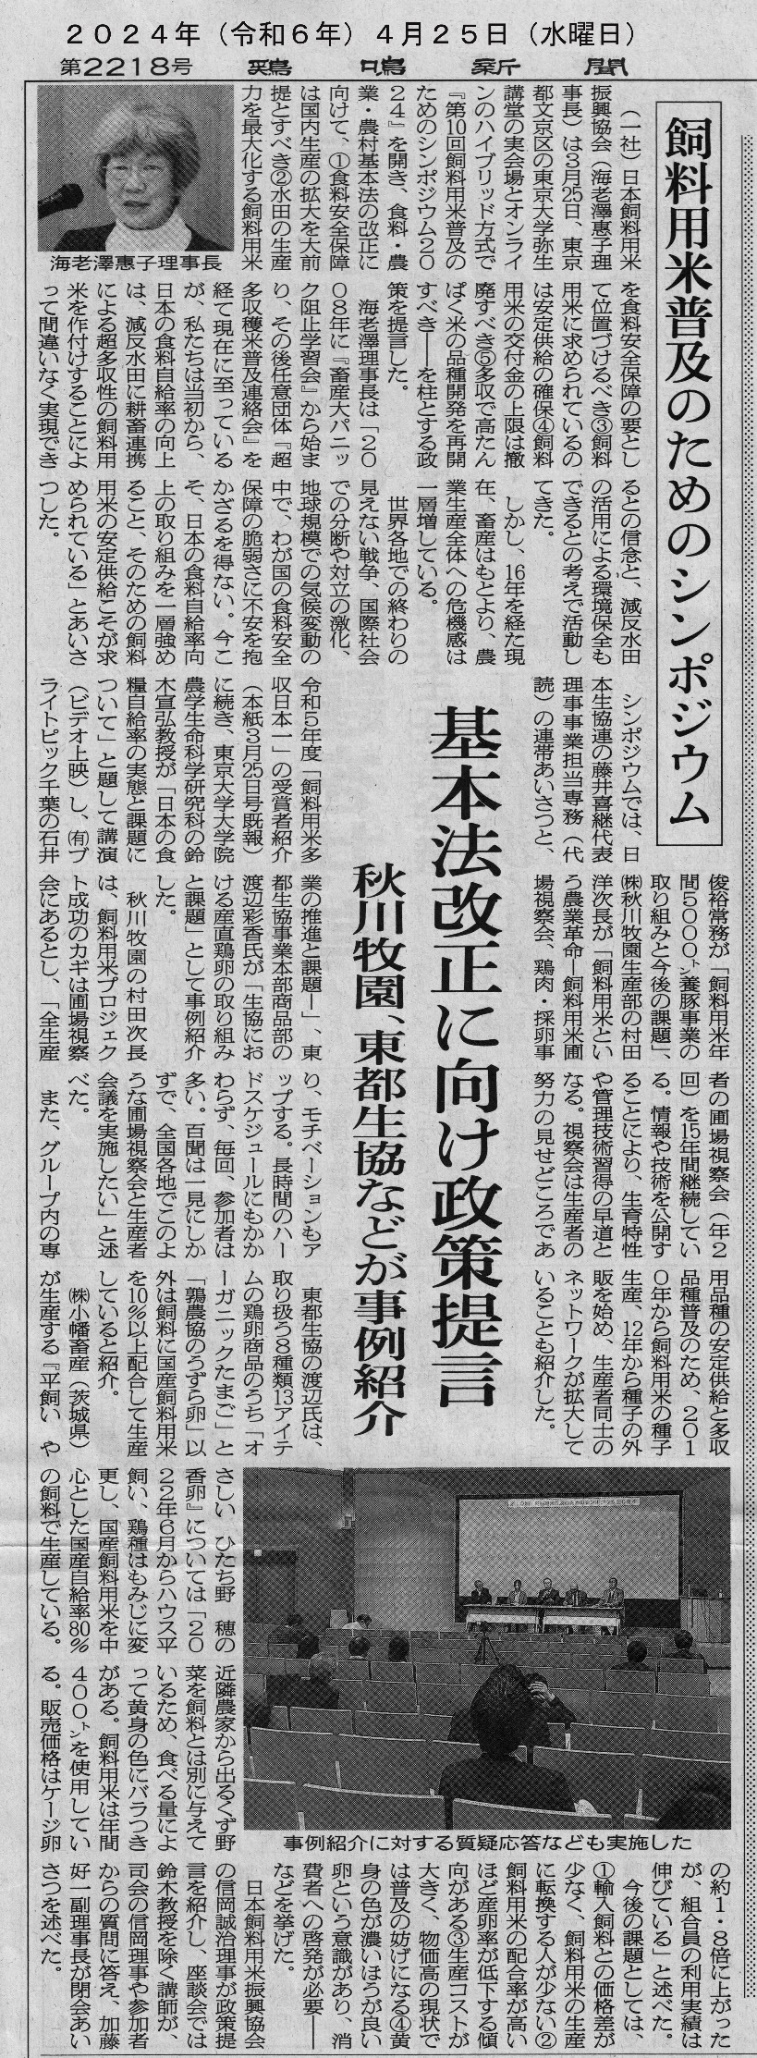 2024年（令和6年）4月25日（水曜日）
第2218号　鶏鳴新聞
飼料用米普及のためのシンポジウム
基本法改正に向け政策提言
秋川牧園、東都生協などが事例紹介
（一社）日本飼料用米
振興協会（海老澤惠子理
事長）は3月25日、東京
都文京区の東京大学弥生
講堂の実会場とオンライ
ンのハイブリッド方式で
『第10回飼料用米普及の
ためのシンポジウム20
24』を開き、食料・農
業・農村基本法の改正に
向けて、①食料安全保障
は国内生産の拡大を大前
提とすべき②水田の生産
力を最大化する飼料用米
海老澤惠子理事長
を食料安全保障の要とし
て位置づけるべき③飼料
用米に求められているの
は安定供給の確保④飼料
用米の交付金の上限は撤
廃すべき⑤多収で高たん
ぱく米の品種開発を再開
すべき――を柱とする政
策を提言した。
海老澤理事長は「20
08年に『畜産大パニッ
ク阻止学習会』から始ま
り、その後任意団体『超
多収穫米普及連絡会』を
経て現在に至っている
が、私たちは当初から、
日本の食料自給率の向上
は、減反水田に耕畜連携
による超多収性の飼料用
米を作付けすることによ
って間違いなく実現でき
るとの信念と、減反水田
の活用による環境保全も
できるとの考えで活動し
てきた。
しかし、16年を経た現
在、畜産はもとより、農
業生産全体への危機感は
一層増している。
世界各地での終わりの
見えない戦争、国際社会
での分断や対立の激化、
地球規模での気候変動の
中で、わが国の食料安全
保障の脆弱さに不安を抱
かざるを得ない。今こ
そ、日本の食料自給率向
上の取り組みを一層強め
ること、そのための飼料
用米の安定供給こそが求
められている」とあいさ
つした。
シンポジウムでは、日
本生協連の藤井喜継代表
理事事業担当専務（代
読）の連帯あいさつと、
令和5年度「飼料用米多
収日本一」の受賞者紹介
（本紙3月25日号既報）
に続き、東京大学大学院
農学生命科学研究科の鈴
木宣弘教授が「日本の食
糧自給率の実態と課題に
ついて」と題して講演
（ビデオ上映）し、㈲ブ
ライトピック千葉の石井
俊裕常務が「飼料用米年
間5000㌧養豚事業の
取り組みと今後の課題」、
㈱秋川牧園生産部の村田
洋次長が「飼料用米とい
う農業革命―飼料用米圃
場視察会、鶏肉・採卵事
業の推進と課題―」、東
都生協事業本部商品部の
渡辺彩香氏が「生協にお
ける産直鶏卵の取り組み
と課題」として事例紹介
した。
秋川牧園の村田次長
は、飼料用米プロジェク
ト成功のカギは圃場視察
会にあるとし、「全生産
者の圃場視察会（年2
回）を15年間継続してい
る。情報や技術を公開す
ることにより、生育特性
や管理技術習得の早道と
なる。視察会は生産者の
努力の見せどころであ
り、モチベーションもア
ップする。長時間のハー
ドスケジュールにもかか
わらず、毎回、参加者は
多い。百聞は一見にしか
ずで、全国各地でこのよ
うな圃場視察会と生産者
会議を実施したい」と述
べた。
また、グループ内の専
用品種の安定供給と多収
品種普及のため、201
0年から飼料用米の種子
生産、12年から種子の外
販を始め、生産者同士の
ネットワークが拡大して
いることも紹介した。
東都生協の渡辺氏は、
取り扱う8種類13アイテ
ムの鶏卵商品のうち「オ
ーガニックたまご」と
「鶉農協のうずら卵」以
外は飼料に国産飼料用米
を10％以上配合して生産
していると紹介。
㈱小幡畜産（茨城県）
が生産する『平飼い　や
さしい　ひたち野　穂の
香卵』については「20
22年6月からハウス平
飼い、鶏種はもみじに変
更し、国産飼料用米を中
心とした国産自給率80％
の飼料で生産している。
近隣農家から出るくず野
菜を飼料とは別に与えて
いるため、食べる量によ
って黄身の色にバラつき
がある。飼料用米は年間
400㌧を使用してい
る。販売価格はケージ卵
事例紹介に対する質疑応答なども実施した
の約1・8倍に上がった
が、組合員の利用実績は
伸びている」と述べた。
今後の課題としては、
①輸入飼料との価格差が
少なく、飼料用米の生産
に転換する人が少ない②
飼料用米の配合率が高い
ほど産卵率が低下する傾
向がある③生産コストが
大きく、物価高の現状で
は普及の妨げになる④黄
身の色が濃いほうが良い
卵という意識があり、消
費者への啓発が必要――
などを挙げた。
日本飼料用米振興協会
の信岡誠治理事が政策提
言を紹介し、座談会では
鈴木教授を除く講師が、
司会の信岡理事や参加者
からの質問に答え、加藤
好一副理事長が閉会あい
さつを述べた。